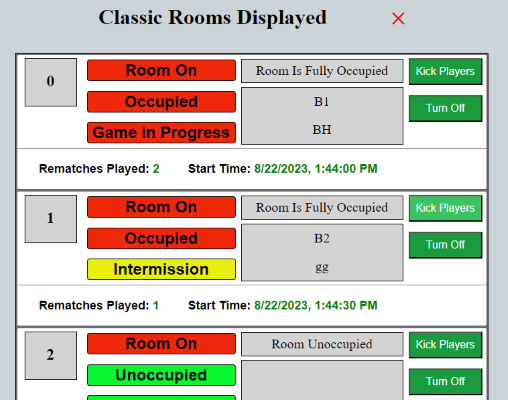 Classic Rooms Displayed
0
Room On
Room Is Fully Occupied
Kick Players
Occupied
B1
Turn Off
Game In Progress
BH
Rematches Played: 2 Start Time: 8/22/2023, 1:44:00 PM
1
Room On
Room Is Fully Occupied
Kick Players
Occupied
B2
Turn Off
Intermission
gg
Rematches Played: 1 Start Time: 8/22/2023, 1:44:30 PM
2
Room On
Room Unoccupied
Kick Players
Unoccupied
Turn Off